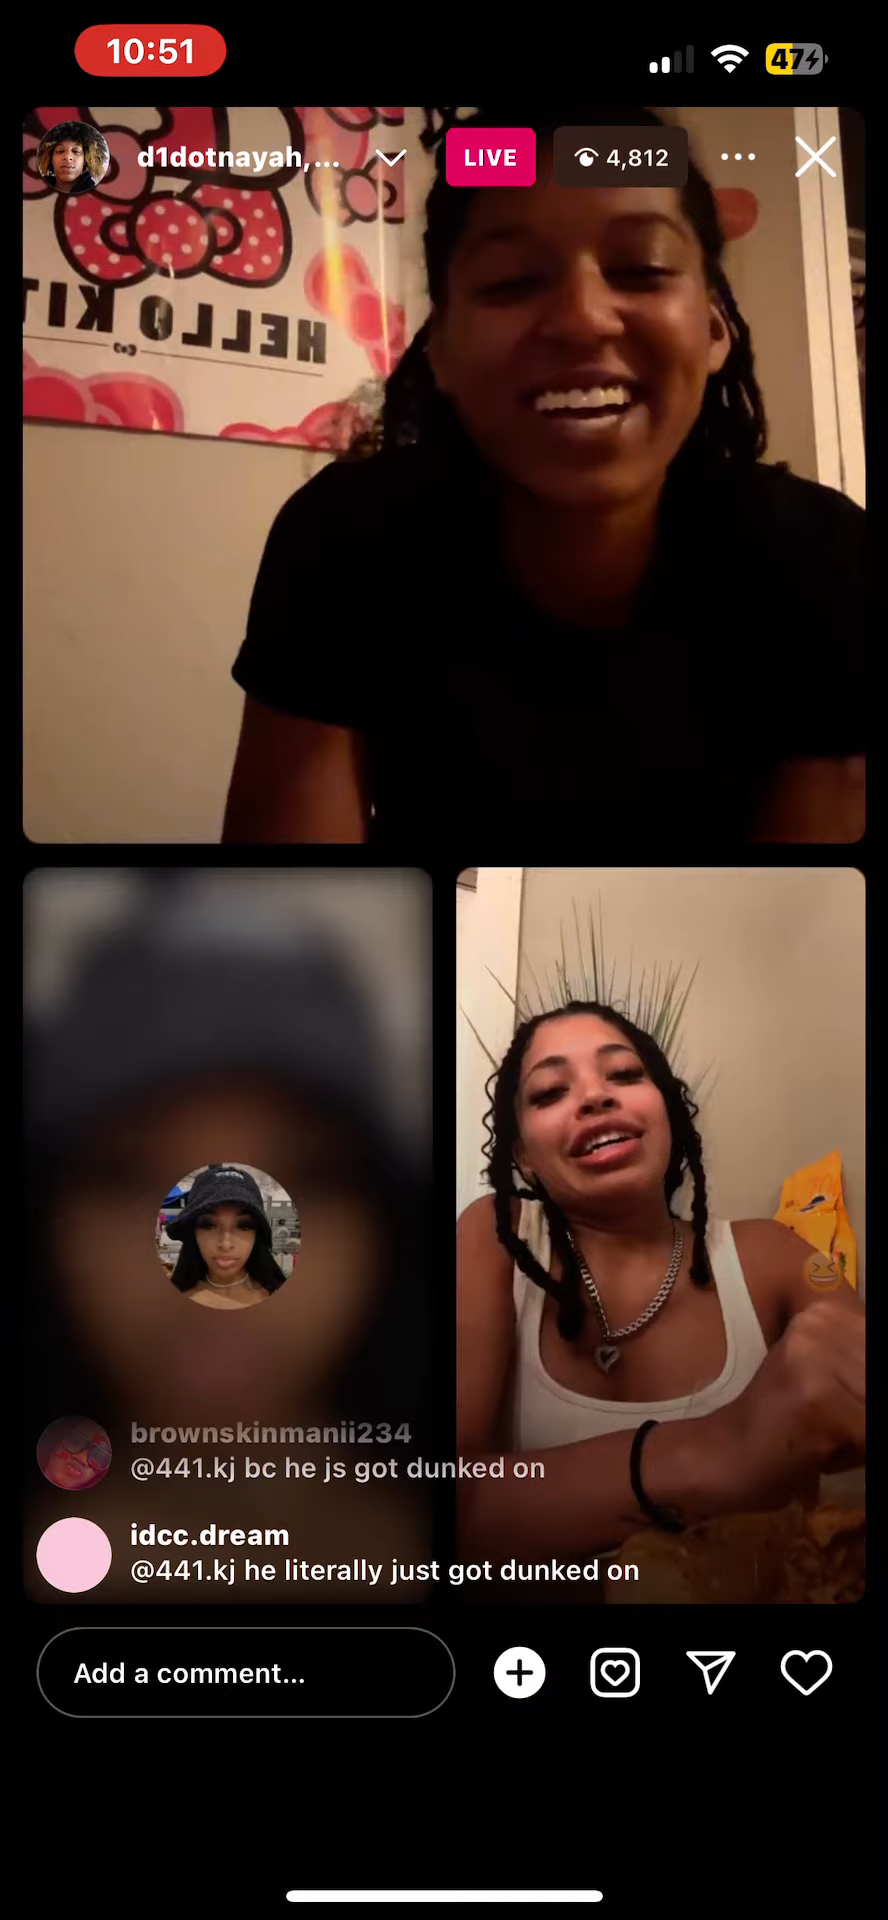 10:51
47
d1dotnayah,...
LIVE
4,812
HELLO KIT
brownskinmanii234
@441.kj bc he js got dunked on
idcc.dream
@441.kj he literally just got dunked on
Add a comment...